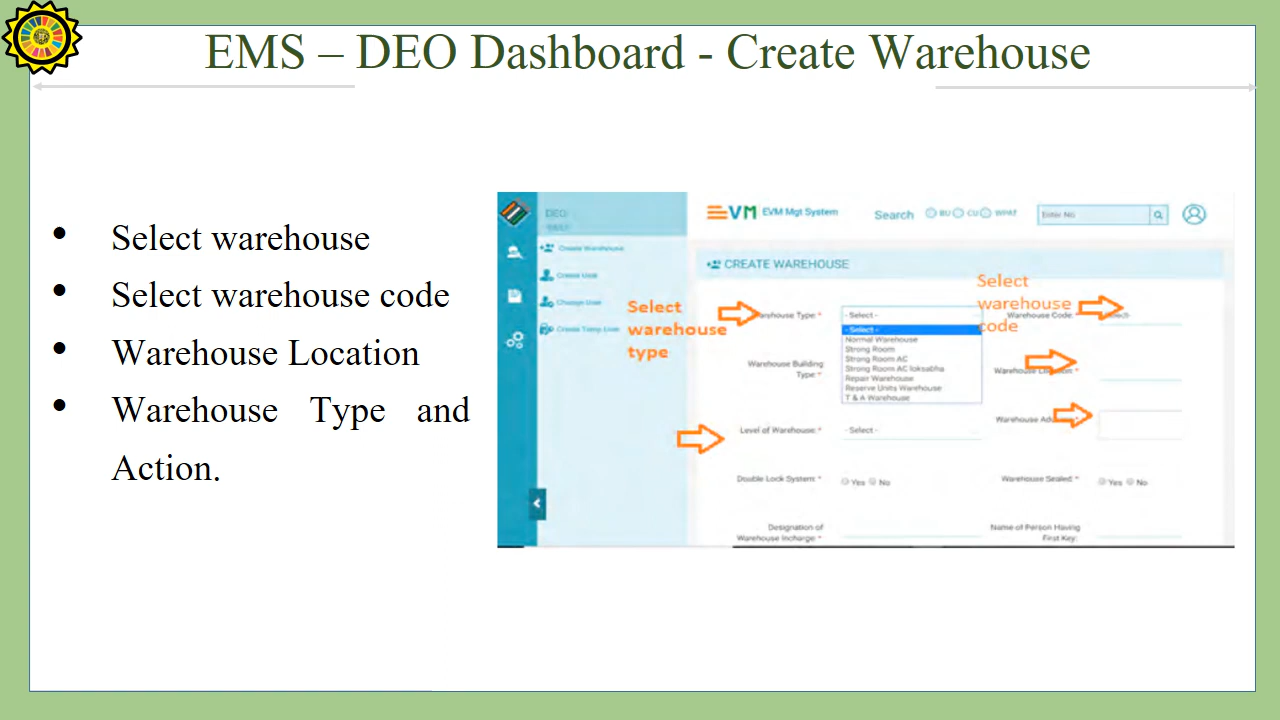 EMS – DEO Dashboard - Create Warehouse
• Select warehouse
• Select warehouse code
• Warehouse Location
• Warehouse Type and
Action.
DEO
Create Warehouse
Create User
Change User
Create Temp User
EVM EVM Mgt System
Search BU CU VVPAT
Enter No
CREATE WAREHOUSE
Select
warehouse
type
Warehouse Type: *
- Select -
- Select -
Normal Warehouse
Strong Room
Strong Room AC
Strong Room AC loksabha
Repair Warehouse
Reserve Units Warehouse
T & A Warehouse
Select
warehouse
code
Warehouse Code:
Warehouse Building
Type: *
Warehouse
Level of Warehouse: *
- Select -
Warehouse
Double Lock System: *
Yes No
Warehouse Sealed: *
Yes No
Designation of
Warehouse Incharge: *
Name of Person Having
First Key: